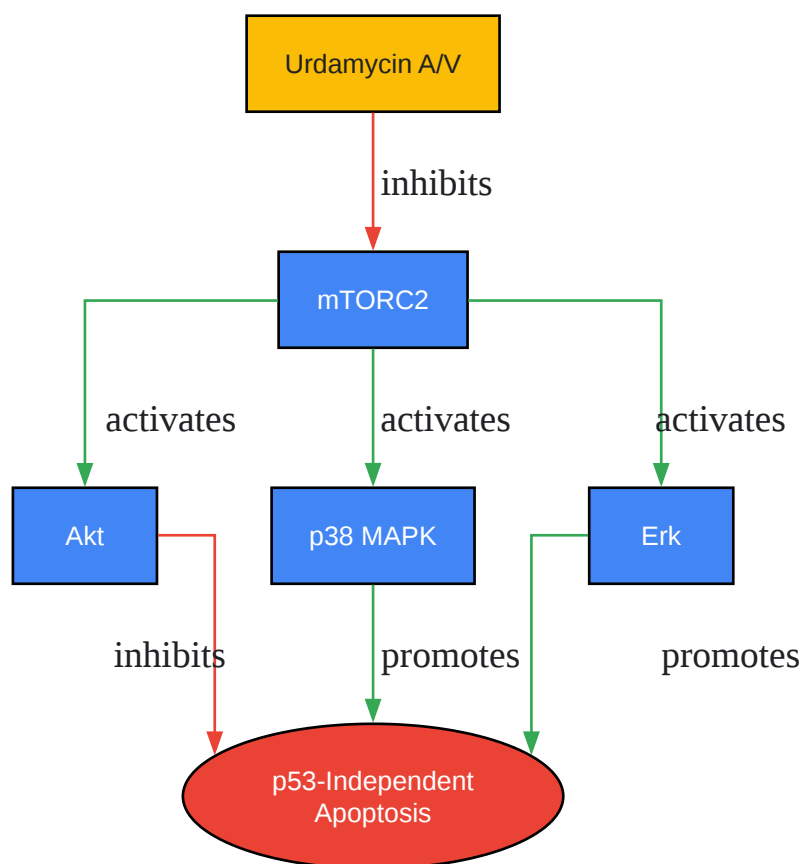 Urdamycin A/V
inhibits
mTORC2
activates
activates
activates
Akt
p38 MAPK
Erk
inhibits
promotes
promotes
p53-Independent
Apoptosis